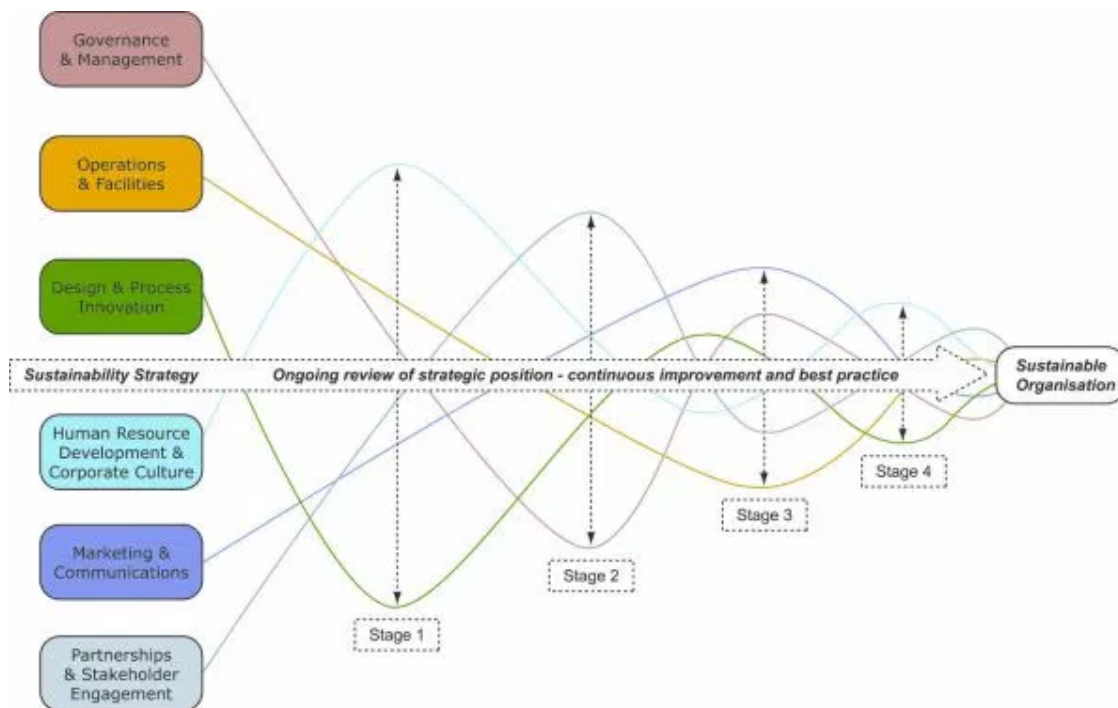 Governance
& Management
Operations
& Facilities
Design & Process
Innovation
Sustainability Strategy
Ongoing review of strategic position - continuous improvement and best practice
Sustainable
Organisation
Human Resource
Development &
Corporate Culture
Marketing &
Communications
Partnerships
& Stakeholder
Engagement
Stage 1
Stage 2
Stage 3
Stage 4